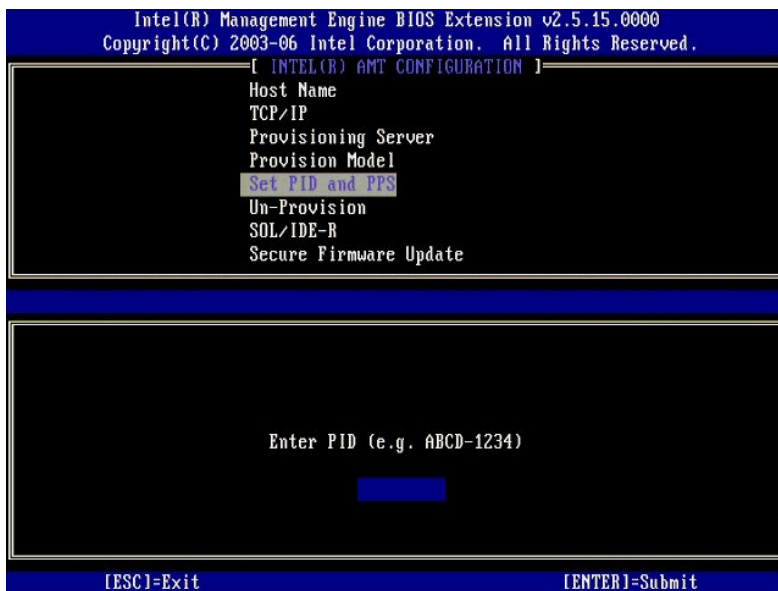 Intel(R) Management Engine BIOS Extension v2.5.15.0000
Copyright(C) 2003-06 Intel Corporation. All Rights Reserved.
[ INTEL(R) AMT CONFIGURATION ]
Host Name
TCP/IP
Provisioning Server
Provision Model
Set PID and PPS
Un-Provision
SOL/IDE-R
Secure Firmware Update
Enter PID (e.g. ABCD-1234)
[ESC]=Exit [ENTER]=Submit